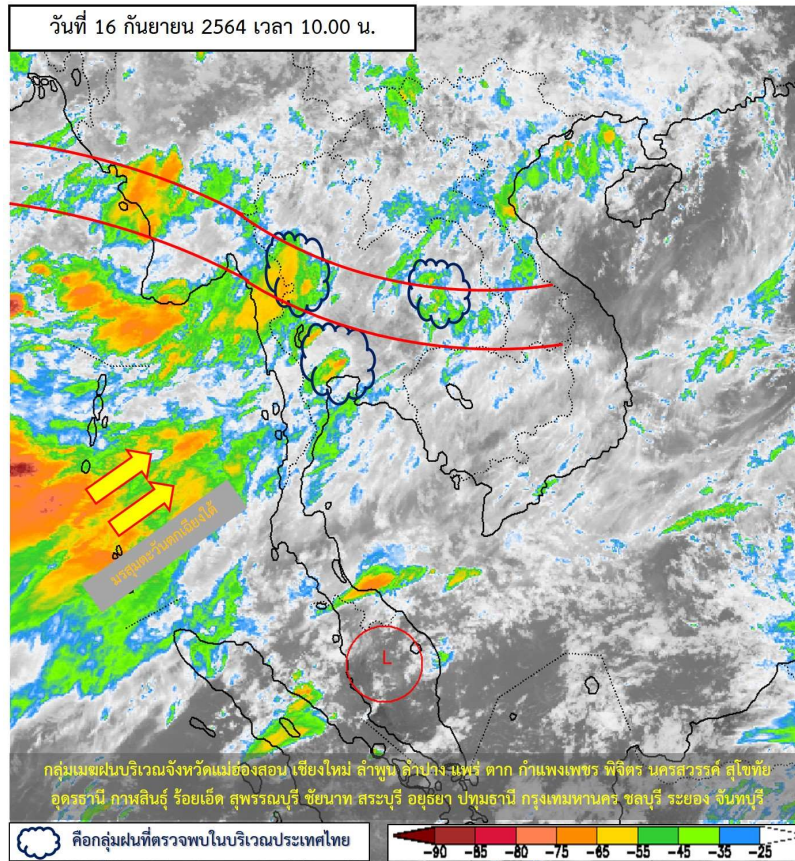 วันที่ 16 กันยายน 2564 เวลา 10.00 น.
มรสุมตะวันตกเฉียงใต้
L
กลุ่มเมฆฝนบริเวณจังหวัดแม่ฮ่องสอน เชียงใหม่ ลำพูน ลำปาง แพร่ ตาก กำแพงเพชร พิจิตร นครสวรรค์ สุโขทัย
อุดรธานี กาฬสินธุ์ ร้อยเอ็ด สุพรรณบุรี ชัยนาท สระบุรี อยุธยา ปทุมธานี กรุงเทมหานคร ชลบุรี ระยอง จันทบุรี
คือกลุ่มฝนที่ตรวจพบในบริเวณประเทศไทย
-90 -85 -80 -75 -65 -55 -45 -35 -25